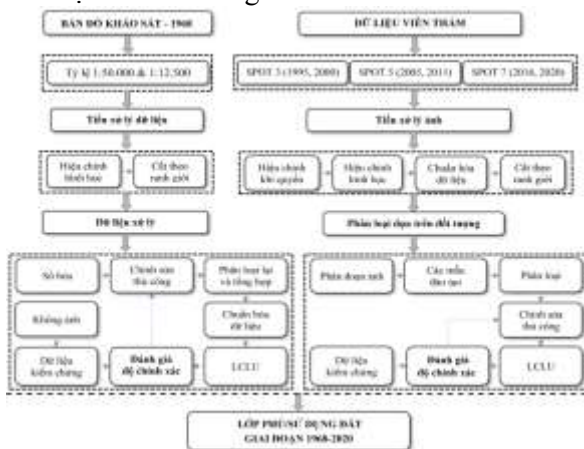 BẢN ĐỒ KHẢO SÁT - 1968
DỮ LIỆU VIỄN THÁM
Tỷ lệ 1:50.000 & 1:12.500
SPOT 3 (1995, 2000)
SPOT 5 (2005, 2011)
SPOT 7 (2016, 2020)
Tiền xử lý dữ liệu
Tiền xử lý ảnh
Hiệu chỉnh
hình học
Cắt theo
ranh giới
Hiệu chỉnh
khí quyển
Hiệu chỉnh
hình học
Chuẩn hóa
dữ liệu
Cắt theo
ranh giới
Dữ liệu xử lý
Phân loại dựa trên đối tượng
Số hóa
Chỉnh sửa
thủ công
Phân loại lại
và tổng hợp
Không ảnh
Chuẩn hóa
dữ liệu
Dữ liệu
kiểm chứng
Đánh giá
độ chính xác
LCLU
Phân đoạn ảnh
Các mẫu
đào tạo
Phân loại
Chỉnh sửa
thủ công
Dữ liệu
kiểm chứng
Đánh giá
độ chính xác
LCLU
LỚP PHỦ/SỬ DỤNG ĐẤT
GIAI ĐOẠN 1968-2020